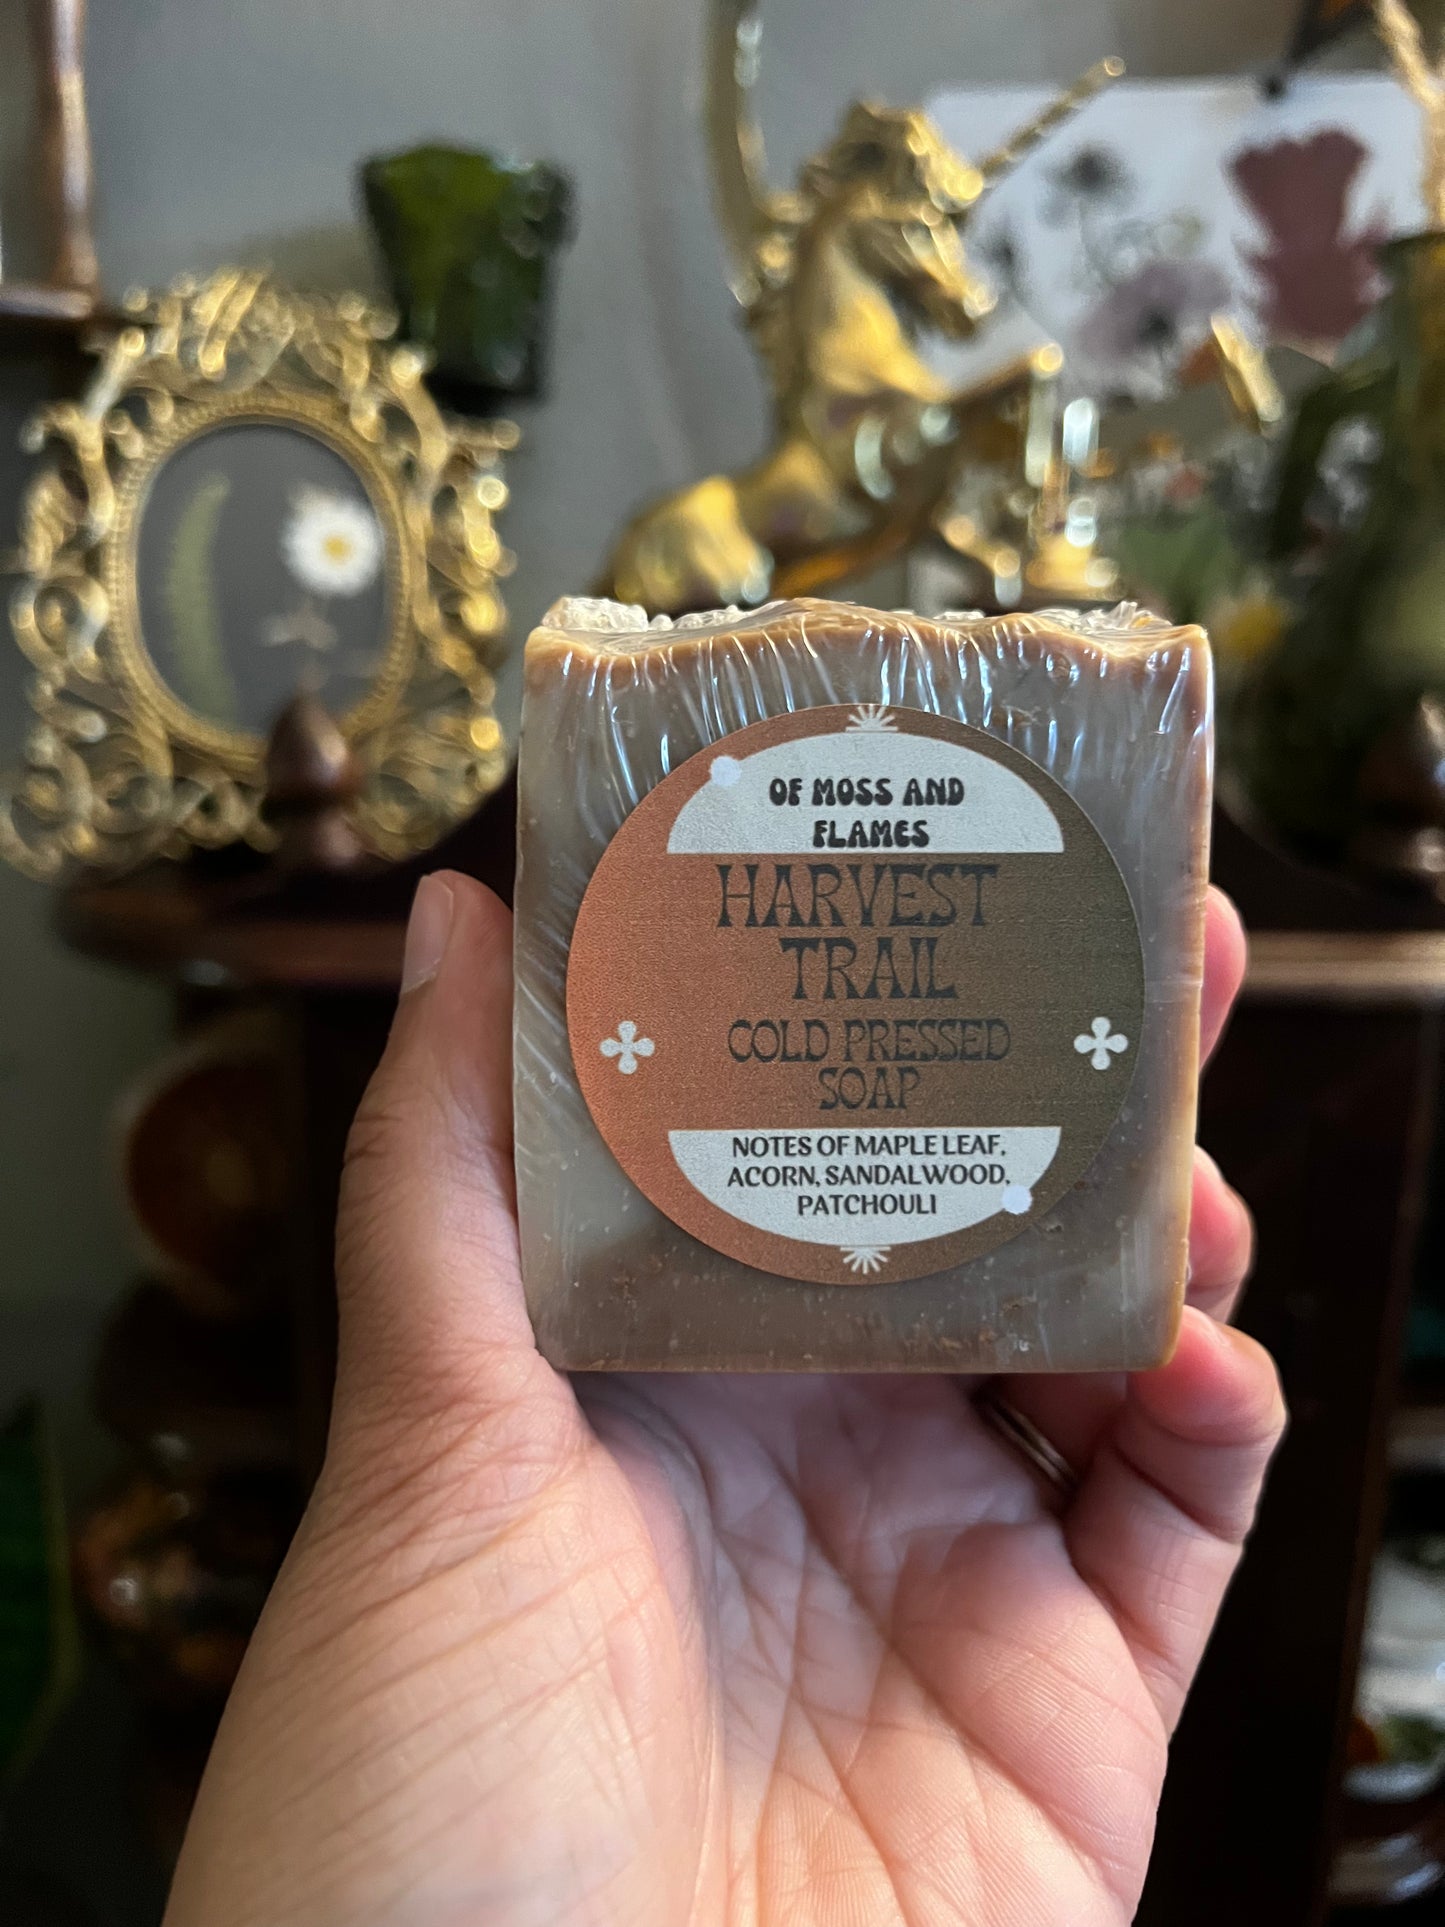 OF MOSS AND
FLAMES
HARVEST
TRAIL
COLD PRESSED
SOAP
NOTES OF MAPLE LEAF,
ACORN, SANDALWOOD,
PATCHOULI